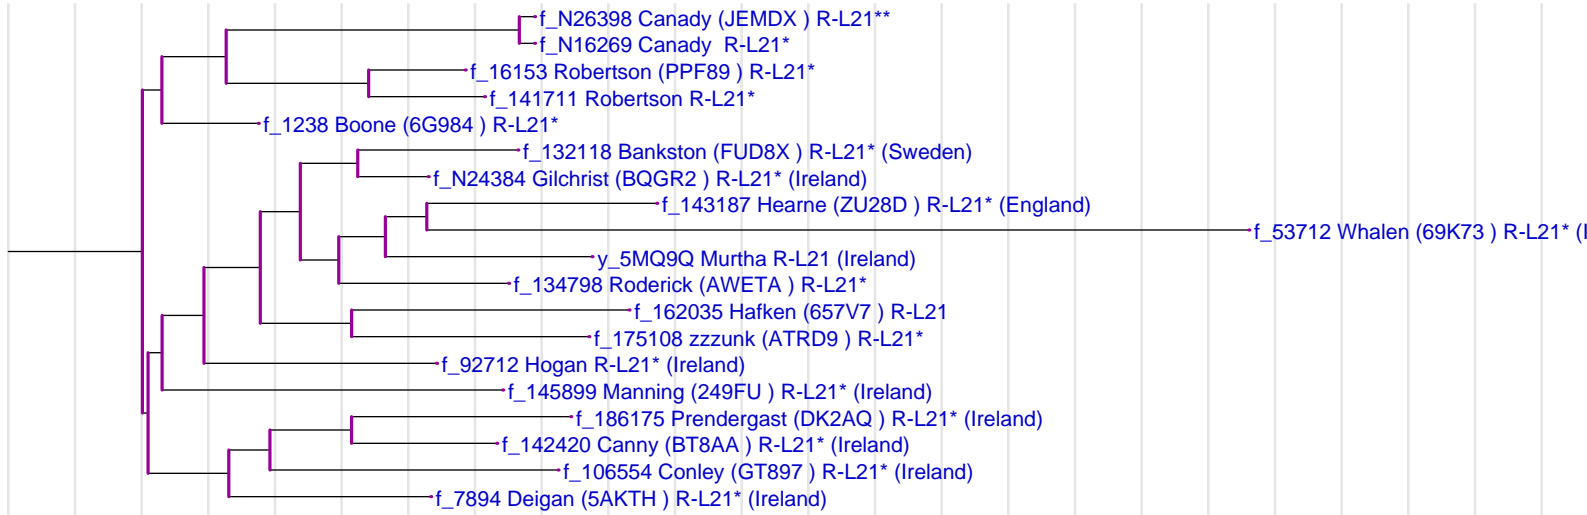 f_N26398 Canady (JEMDX ) R-L21**
f_N16269 Canady  R-L21*
f_16153 Robertson (PPF89 ) R-L21*
f_141711 Robertson R-L21*
f_1238 Boone (6G984 ) R-L21*
f_132118 Bankston (FUD8X ) R-L21* (Sweden)
f_N24384 Gilchrist (BQGR2 ) R-L21* (Ireland)
f_143187 Hearne (ZU28D ) R-L21* (England)
f_53712 Whalen (69K73 ) R-L21* (I
y_5MQ9Q Murtha R-L21 (Ireland)
f_134798 Roderick (AWETA ) R-L21*
f_162035 Hafken (657V7 ) R-L21
f_175108 zzzunk (ATRD9 ) R-L21*
f_92712 Hogan R-L21* (Ireland)
f_145899 Manning (249FU ) R-L21* (Ireland)
f_186175 Prendergast (DK2AQ ) R-L21* (Ireland)
f_142420 Canny (BT8AA ) R-L21* (Ireland)
f_106554 Conley (GT897 ) R-L21* (Ireland)
f_7894 Deigan (5AKTH ) R-L21* (Ireland)